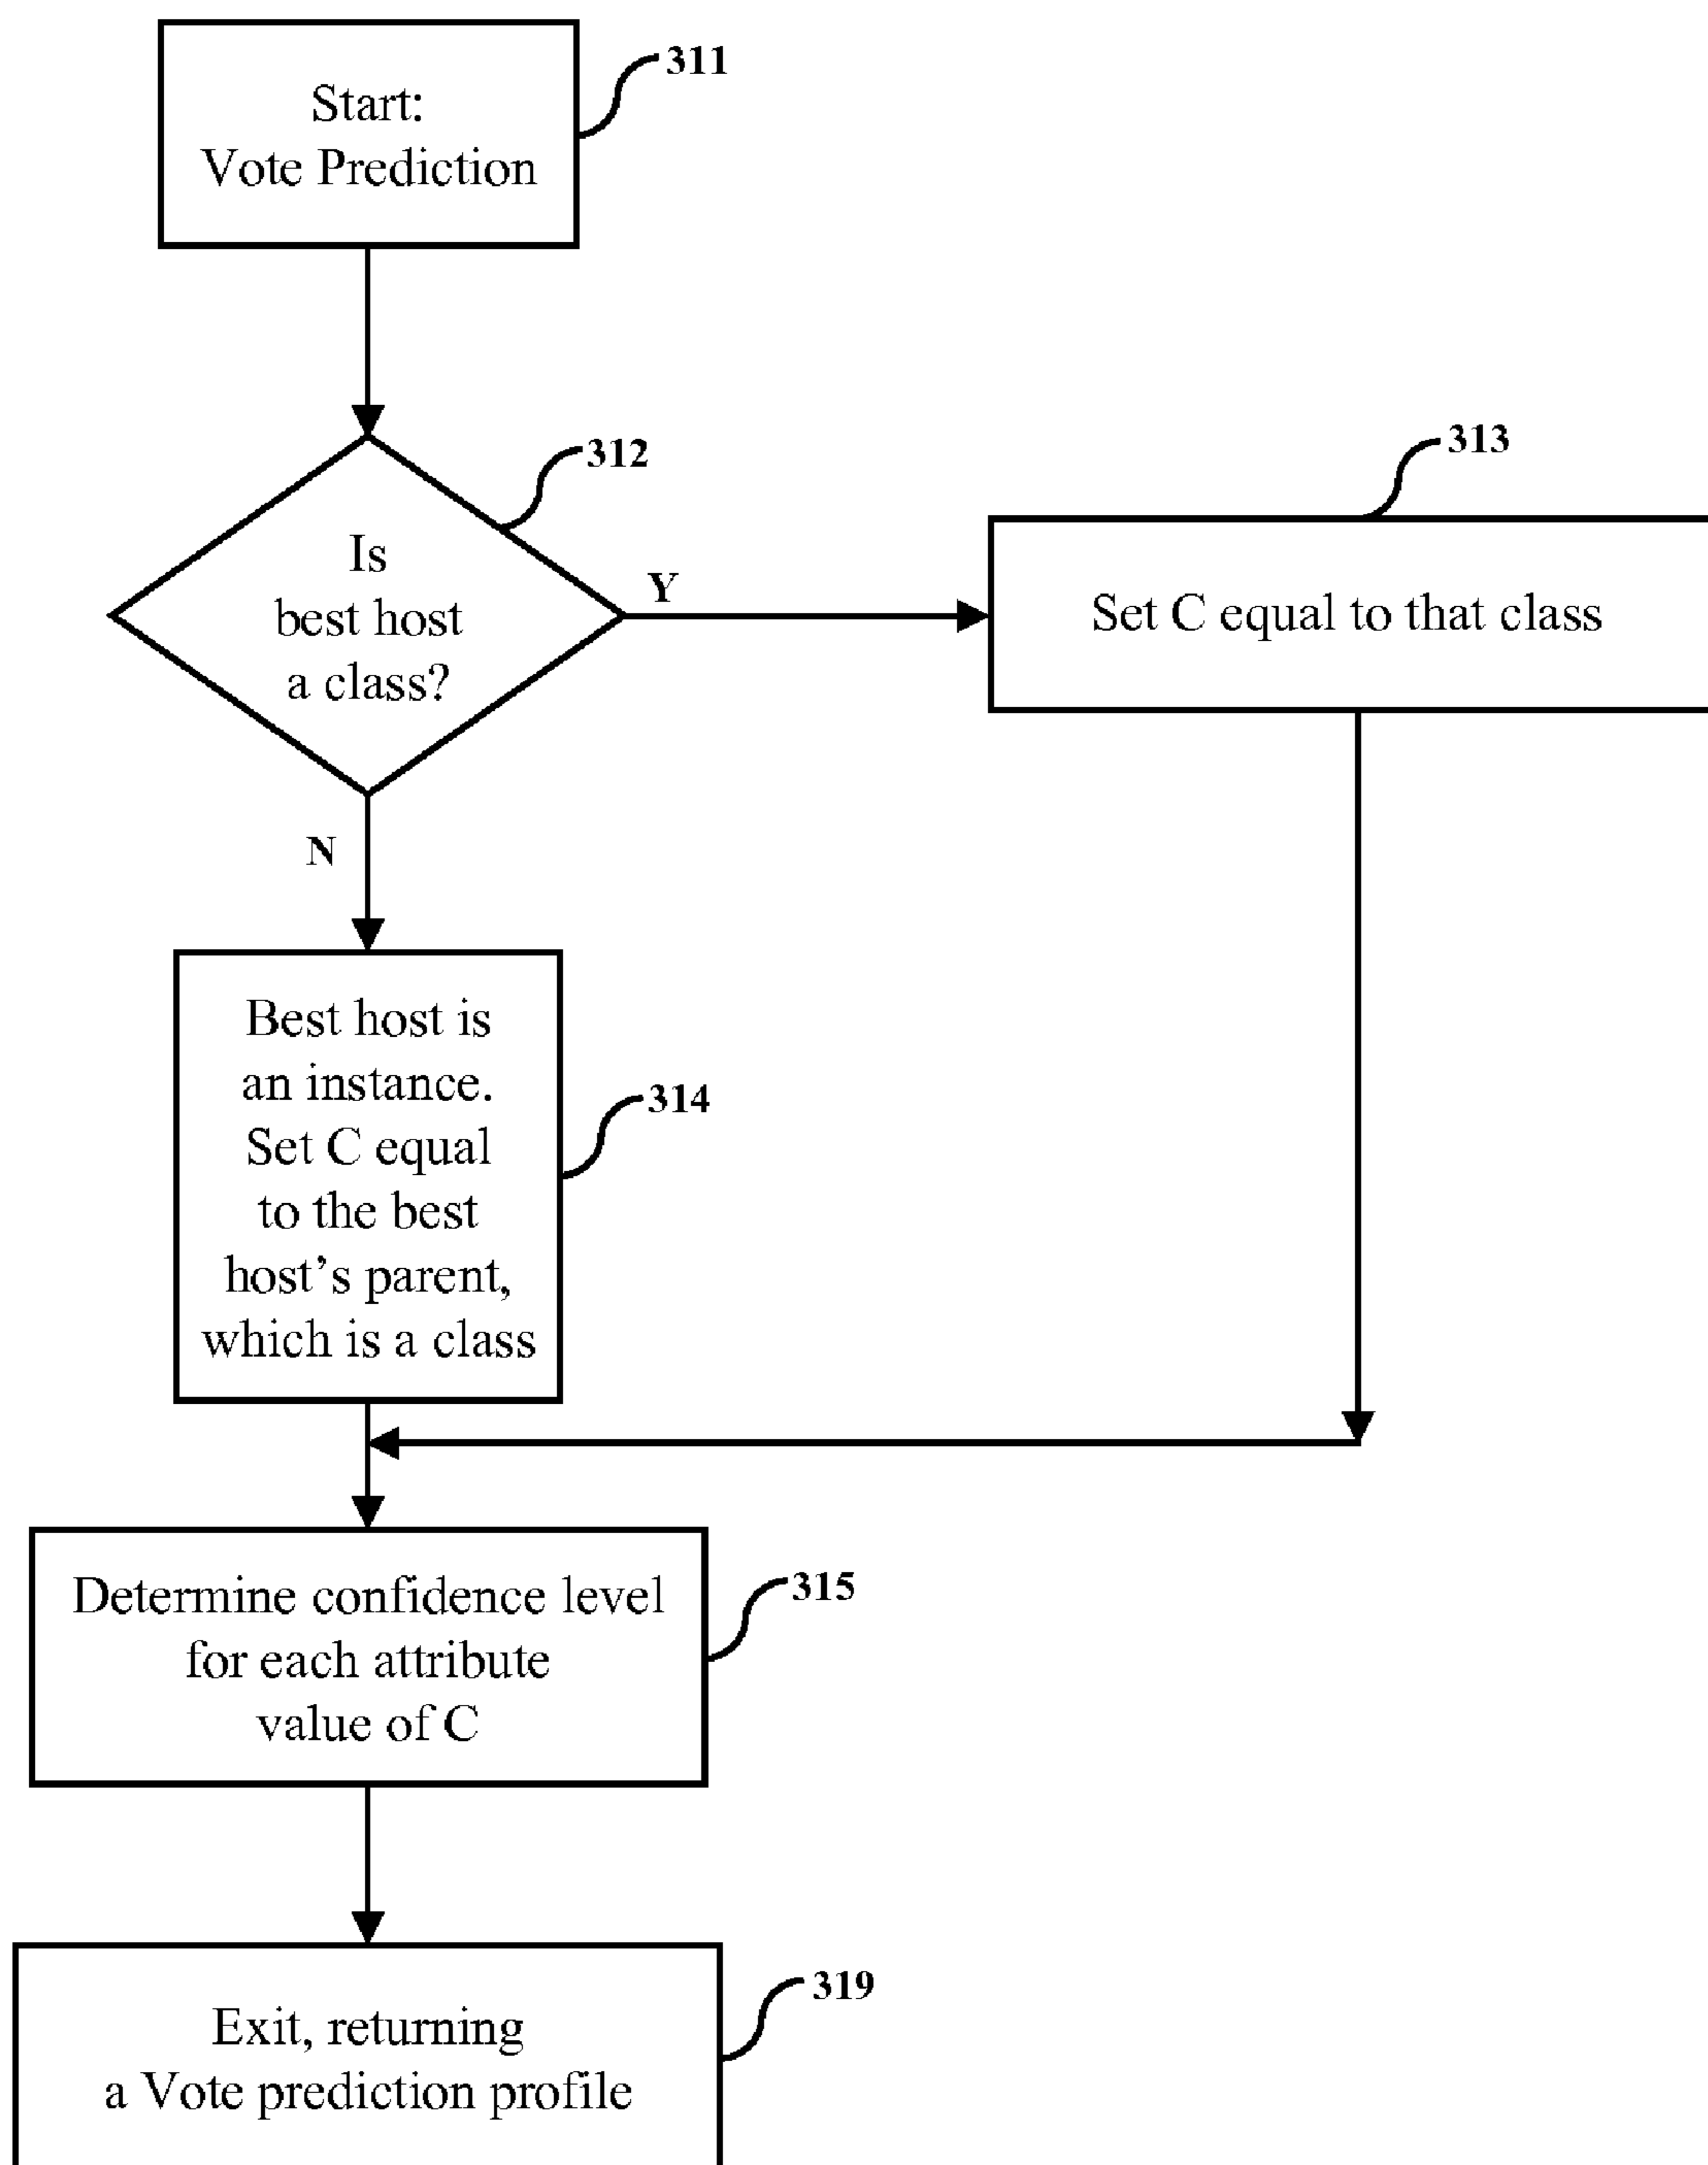 311
Start:
Vote Prediction
312
313
Is
best host
a class?
Y
Set C equal to that class
N
Best host is
an instance.
Set C equal
to the best
host’s parent,
which is a class
314
315
Determine confidence level
for each attribute
value of C
319
Exit, returning
a Vote prediction profile